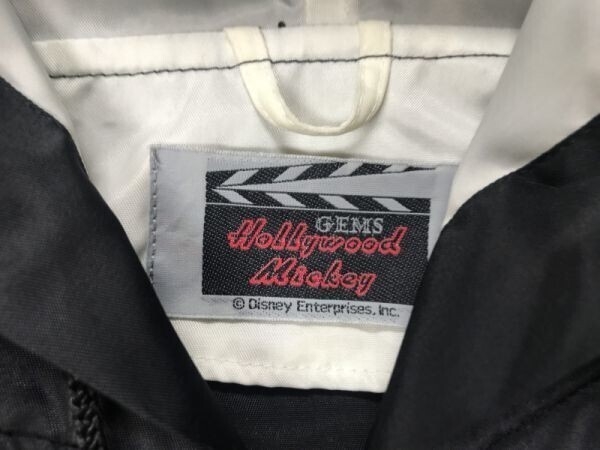 GEMS
Hollywood
Mickey
© Disney Enterprises, Inc.